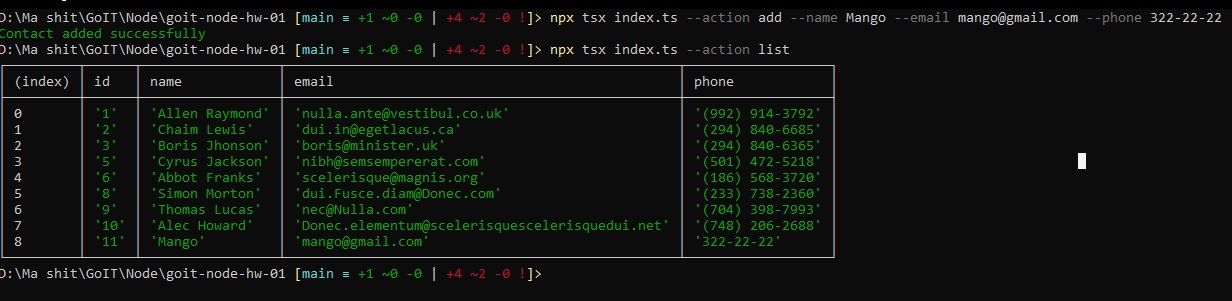 D:\Ma shit\GoIT\Node\goit-node-hw-01 [main ≡ +1 ~0 -0 | +4 ~2 -0 !]> npx tsx index.ts --action add --name Mango --email mango@gmail.com --phone 322-22-22
Contact added successfully
D:\Ma shit\GoIT\Node\goit-node-hw-01 [main ≡ +1 ~0 -0 | +4 ~2 -0 !]> npx tsx index.ts --action list
(index) id name email phone
0 '1' 'Allen Raymond' 'nulla.ante@vestibul.co.uk' '(992) 914-3792'
1 '2' 'Chaim Lewis' 'dui.in@egetlacus.ca' '(294) 840-6685'
2 '3' 'Boris Jhonson' 'boris@minister.uk' '(294) 840-6365'
3 '5' 'Cyrus Jackson' 'nibh@semsempererat.com' '(501) 472-5218'
4 '6' 'Abbot Franks' 'scelerisque@magnis.org' '(186) 568-3720'
5 '8' 'Simon Morton' 'dui.Fusce.diam@Donec.com' '(233) 738-2360'
6 '9' 'Thomas Lucas' 'nec@Nulla.com' '(704) 398-7993'
7 '10' 'Alec Howard' 'Donec.elementum@scelerisquescelerisquedui.net' '(748) 206-2688'
8 '11' 'Mango' 'mango@gmail.com' '322-22-22'
D:\Ma shit\GoIT\Node\goit-node-hw-01 [main ≡ +1 ~0 -0 | +4 ~2 -0 !]>